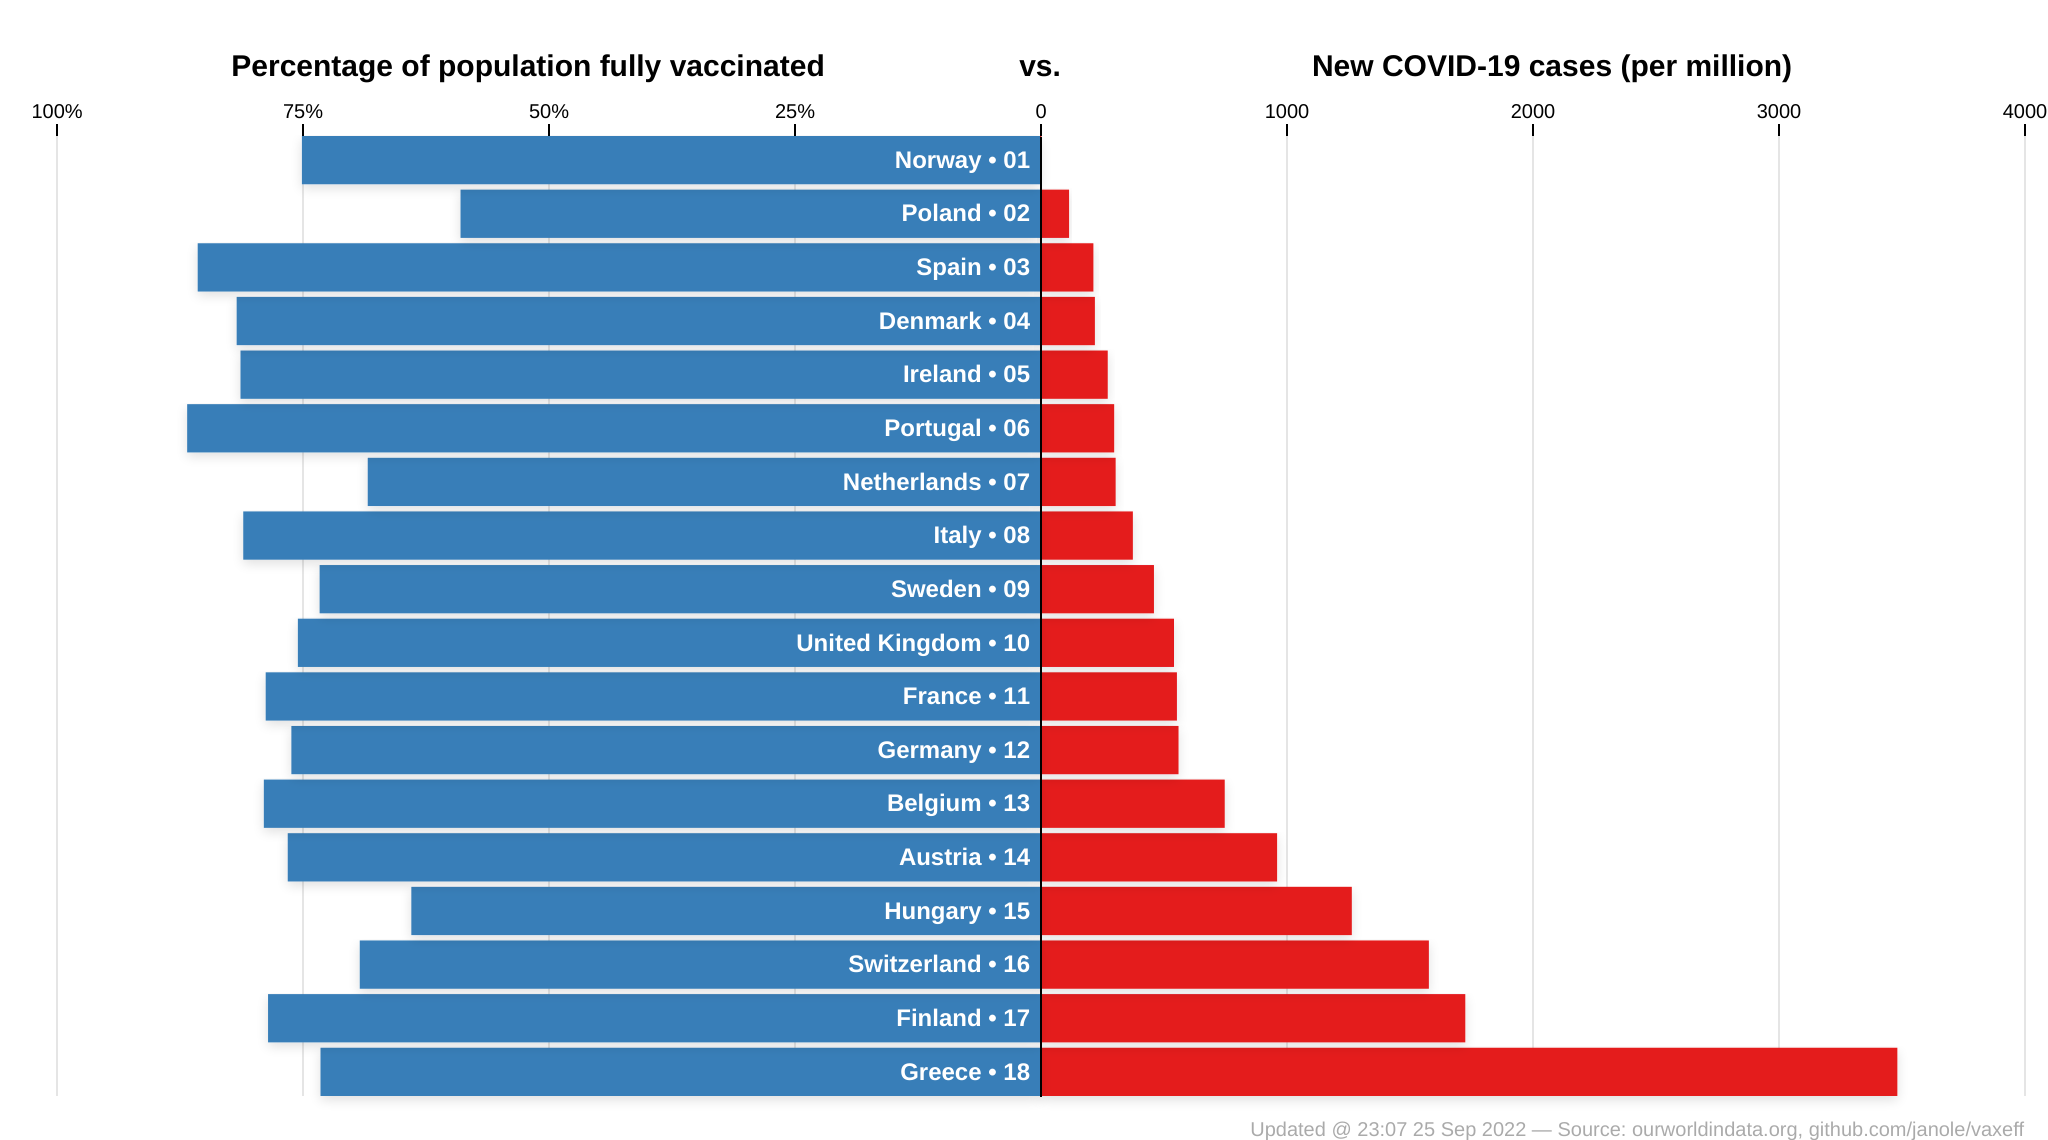 Percentage of population fully vaccinated vs. New COVID-19 cases (per million)
100% 75% 50% 25% 0 1000 2000 3000 4000
Norway • 01
Poland • 02
Spain • 03
Denmark • 04
Ireland • 05
Portugal • 06
Netherlands • 07
Italy • 08
Sweden • 09
United Kingdom • 10
France • 11
Germany • 12
Belgium • 13
Austria • 14
Hungary • 15
Switzerland • 16
Finland • 17
Greece • 18
Updated @ 23:07 25 Sep 2022 — Source: ourworldindata.org, github.com/janole/vaxeff